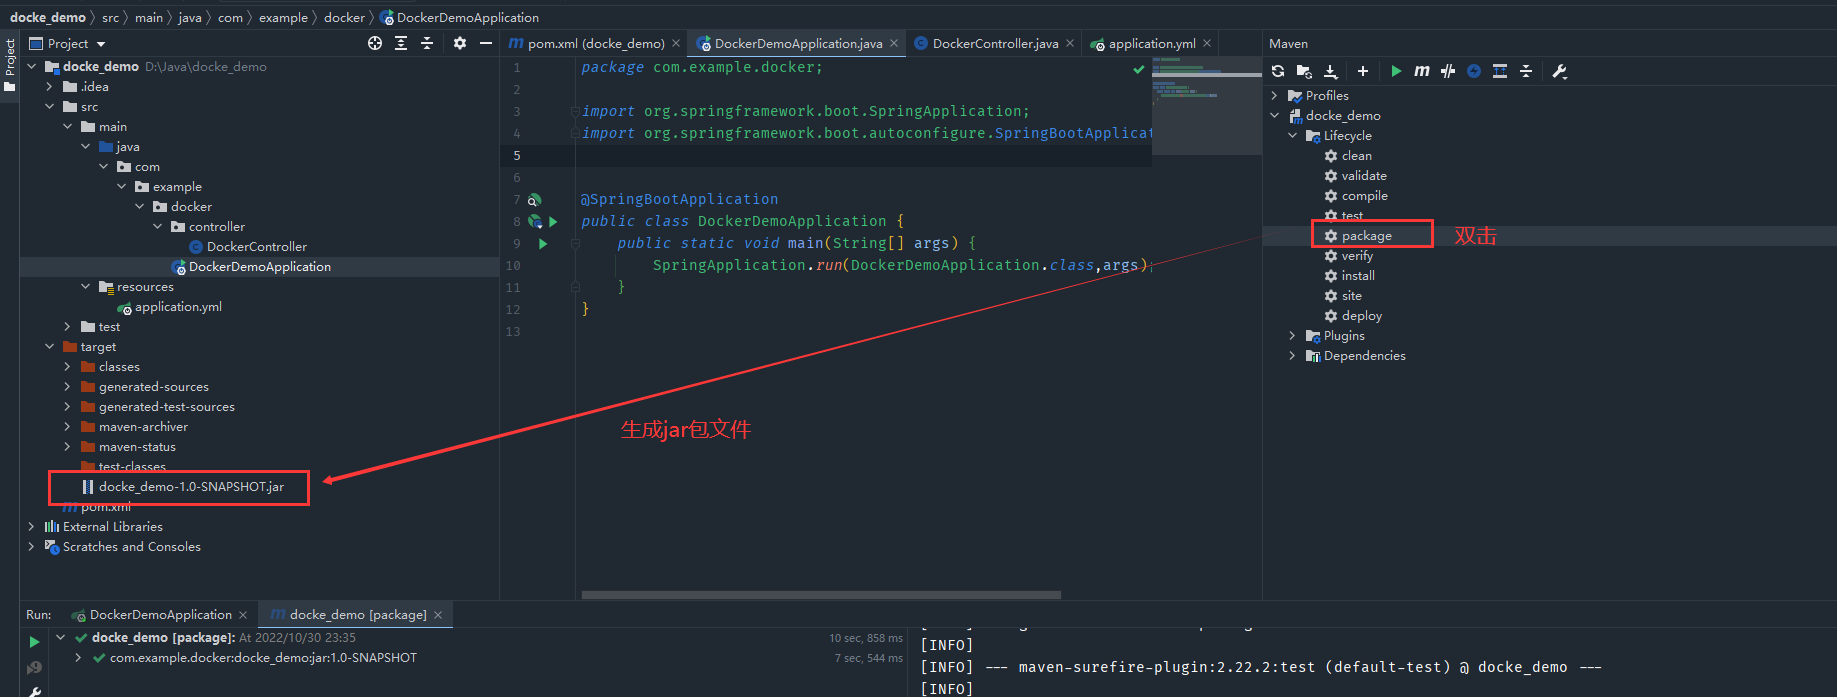 docke_demo 〉 src 〉 main 〉 java 〉 com 〉 example 〉 docker 〉 DockerDemoApplication
Project
Project
docke_demo D:\Java\docke_demo
.idea
src
main
java
com
example
docker
controller
DockerController
DockerDemoApplication
resources
application.yml
test
target
classes
generated-sources
generated-test-sources
maven-archiver
maven-status
test-classes
docke_demo-1.0-SNAPSHOT.jar
pom.xml
External Libraries
Scratches and Consoles
pom.xml (docke_demo)
DockerDemoApplication.java
DockerController.java
application.yml
1 package com.example.docker;
2
3 import org.springframework.boot.SpringApplication;
4 import org.springframework.boot.autoconfigure.SpringBootApplicat
5
6
7 @SpringBootApplication
8 public class DockerDemoApplication {
9 public static void main(String[] args) {
10 SpringApplication.run(DockerDemoApplication.class,args);
11 }
12 }
13
生成jar包文件
Maven
Profiles
docke_demo
Lifecycle
clean
validate
compile
test
package 双击
verify
install
site
deploy
Plugins
Dependencies
Run: DockerDemoApplication docke_demo [package]
docke_demo [package]: At 2022/10/30 23:35 10 sec, 858 ms
com.example.docker:docke_demo:jar:1.0-SNAPSHOT 7 sec, 544 ms
[INFO]
[INFO] --- maven-surefire-plugin:2.22.2:test (default-test) @ docke_demo ---
[INFO]